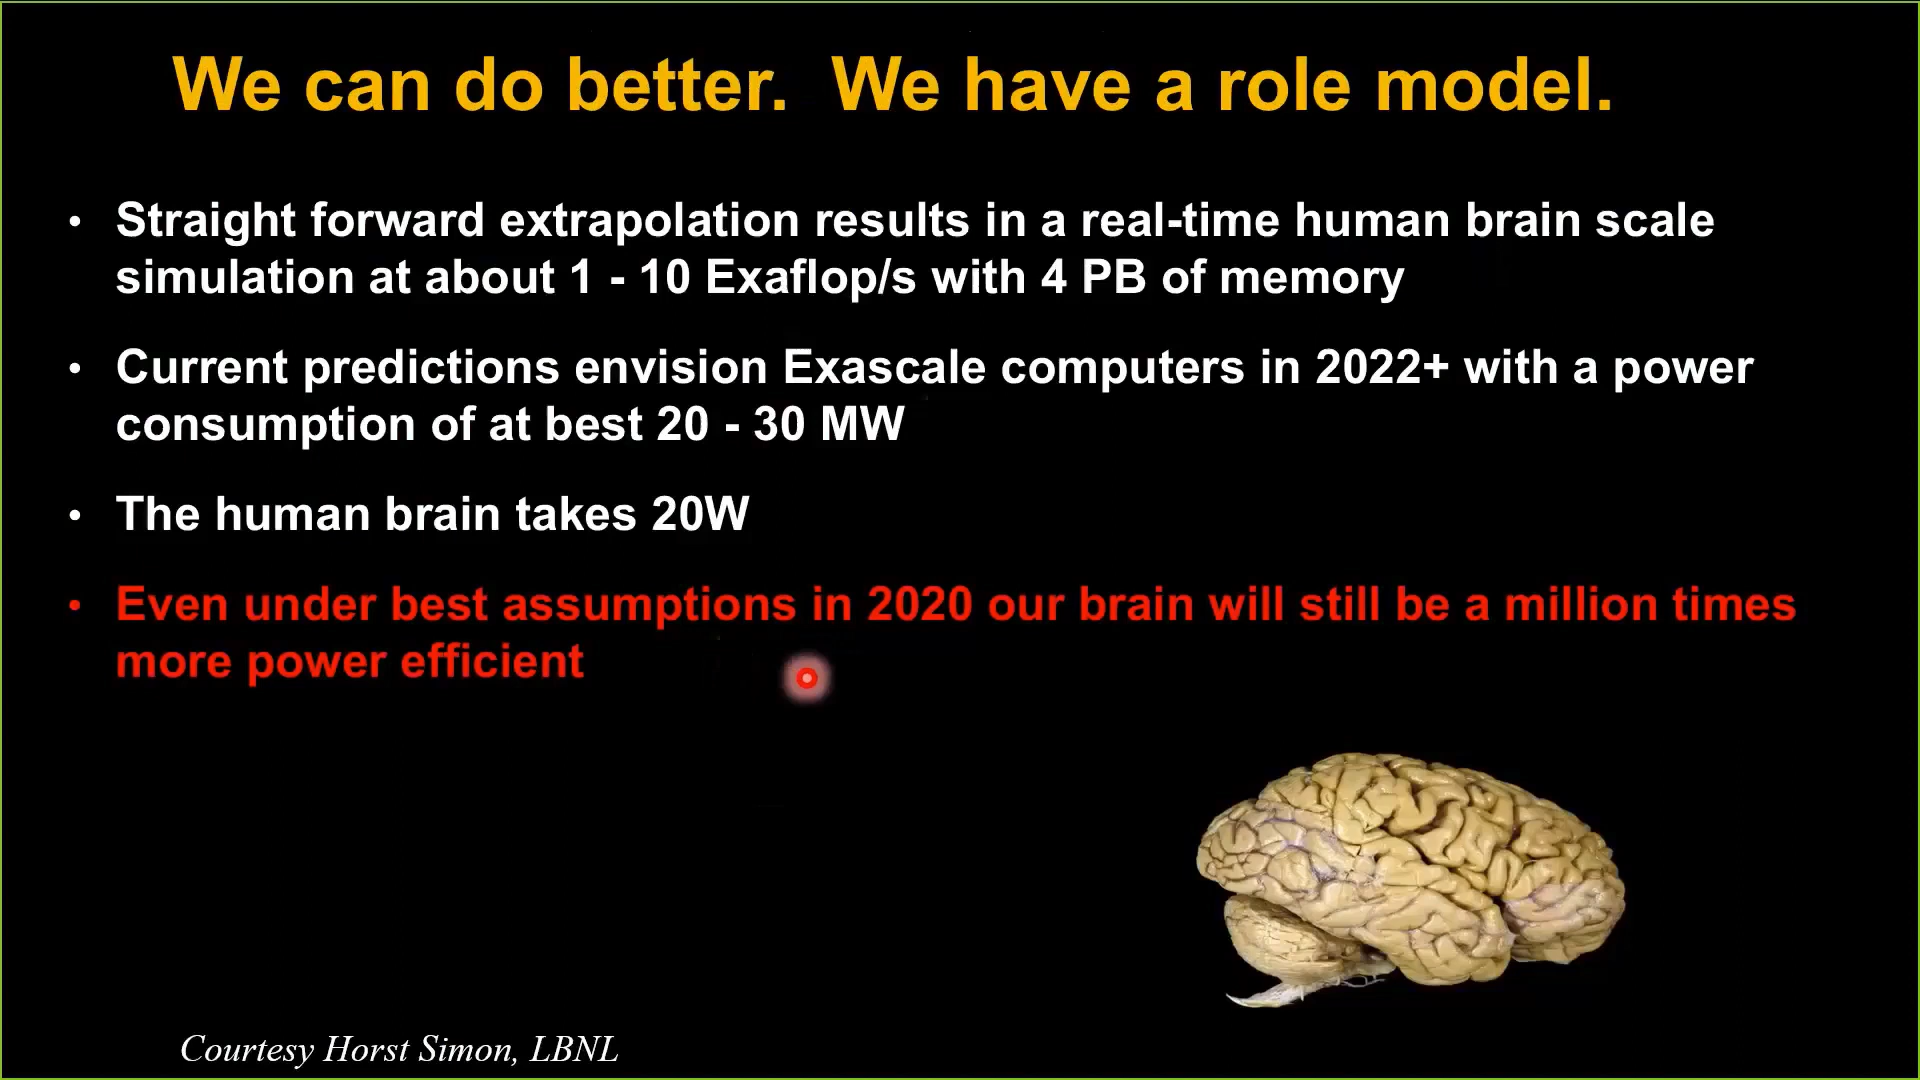 We can do better.  We have a role model.
• Straight forward extrapolation results in a real-time human brain scale
simulation at about 1 - 10 Exaflop/s with 4 PB of memory
• Current predictions envision Exascale computers in 2022+ with a power
consumption of at best 20 - 30 MW
• The human brain takes 20W
• Even under best assumptions in 2020 our brain will still be a million times
more power efficient
Courtesy Horst Simon, LBNL